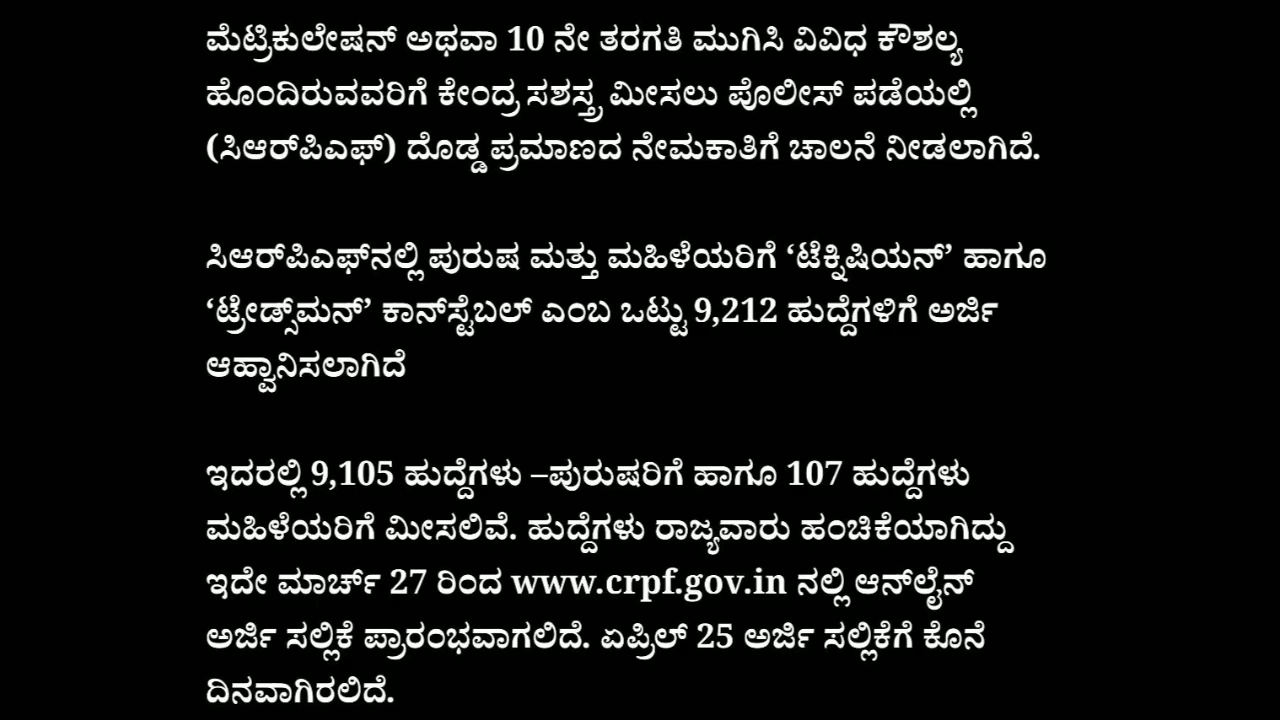 ಮೆಟ್ರಿಕುಲೇಷನ್ ಅಥವಾ 10 ನೇ ತರಗತಿ ಮುಗಿಸಿ ವಿವಿಧ ಕೌಶಲ್ಯ
ಹೊಂದಿರುವವರಿಗೆ ಕೇಂದ್ರ ಸಶಸ್ತ್ರ ಮೀಸಲು ಪೊಲೀಸ್ ಪಡೆಯಲ್ಲಿ
(ಸಿಆರ್‌ಪಿಎಫ್) ದೊಡ್ಡ ಪ್ರಮಾಣದ ನೇಮಕಾತಿಗೆ ಚಾಲನೆ ನೀಡಲಾಗಿದೆ.
ಸಿಆರ್‌ಪಿಎಫ್‌ನಲ್ಲಿ ಪುರುಷ ಮತ್ತು ಮಹಿಳೆಯರಿಗೆ ‘ಟೆಕ್ನಿಷಿಯನ್’ ಹಾಗೂ
‘ಟ್ರೇಡ್ಸ್‌ಮನ್’ ಕಾನ್‌ಸ್ಟೆಬಲ್ ಎಂಬ ಒಟ್ಟು 9,212 ಹುದ್ದೆಗಳಿಗೆ ಅರ್ಜಿ
ಆಹ್ವಾನಿಸಲಾಗಿದೆ
ಇದರಲ್ಲಿ 9,105 ಹುದ್ದೆಗಳು –ಪುರುಷರಿಗೆ ಹಾಗೂ 107 ಹುದ್ದೆಗಳು
ಮಹಿಳೆಯರಿಗೆ ಮೀಸಲಿವೆ. ಹುದ್ದೆಗಳು ರಾಜ್ಯವಾರು ಹಂಚಿಕೆಯಾಗಿದ್ದು
ಇದೇ ಮಾರ್ಚ್ 27 ರಿಂದ www.crpf.gov.in ನಲ್ಲಿ ಆನ್‌ಲೈನ್
ಅರ್ಜಿ ಸಲ್ಲಿಕೆ ಪ್ರಾರಂಭವಾಗಲಿದೆ. ಏಪ್ರಿಲ್ 25 ಅರ್ಜಿ ಸಲ್ಲಿಕೆಗೆ ಕೊನೆ
ದಿನವಾಗಿರಲಿದೆ.